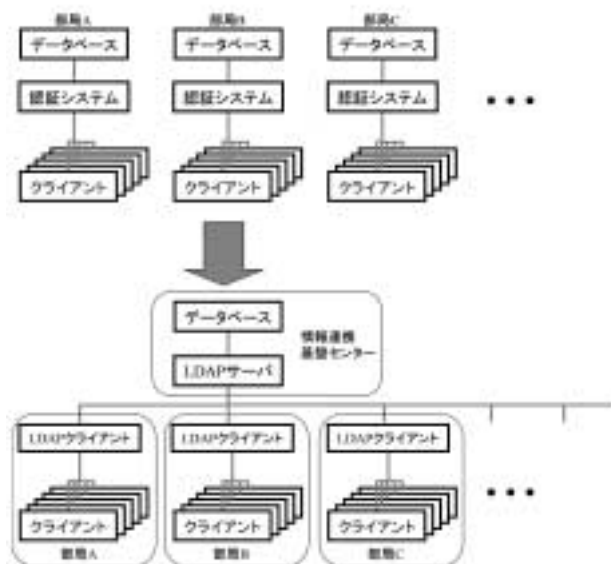 部局A 部局B 部局C
データベース データベース データベース
認証システム 認証システム 認証システム
クライアント クライアント クライアント
データベース
情報連携
基盤センター
LDAPサーバ
LDAPクライアント LDAPクライアント LDAPクライアント
クライアント クライアント クライアント
部局A 部局B 部局C